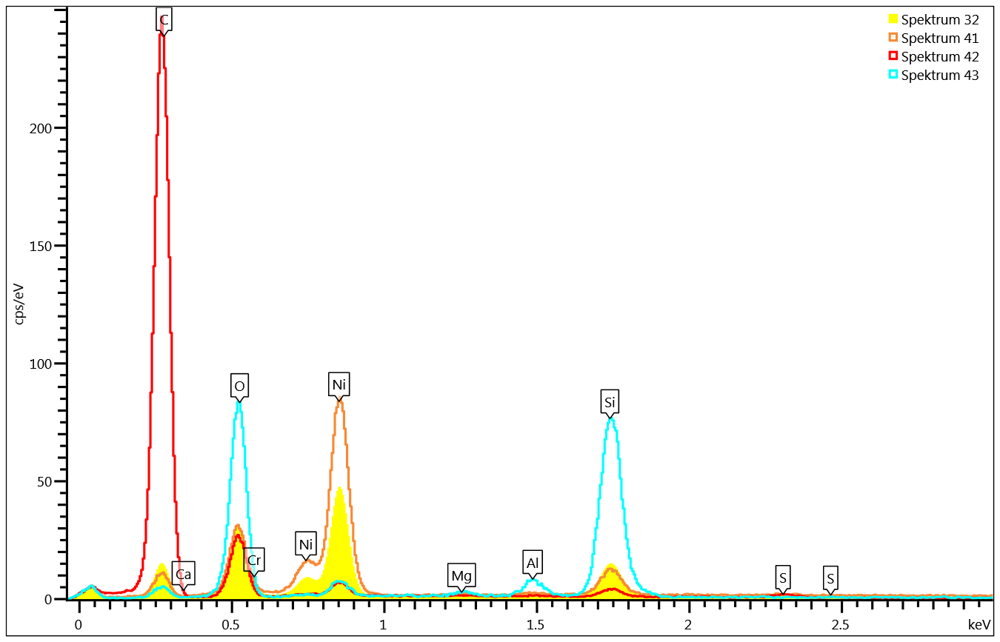 C
Spektrum 32
Spektrum 41
Spektrum 42
Spektrum 43
200
150
cps/eV
100
O
Ni
Si
50
Ni
Cr
Ca
Mg
Al
S
S
0
0
0.5
1
1.5
2
2.5
keV